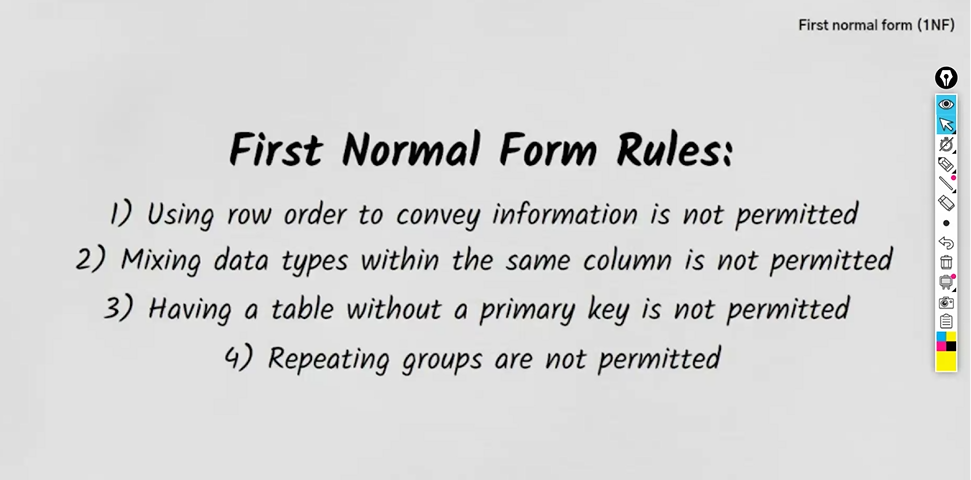 First normal form (1NF)
First Normal Form Rules:
1) Using row order to convey information is not permitted
2) Mixing data types within the same column is not permitted
3) Having a table without a primary key is not permitted
4) Repeating groups are not permitted